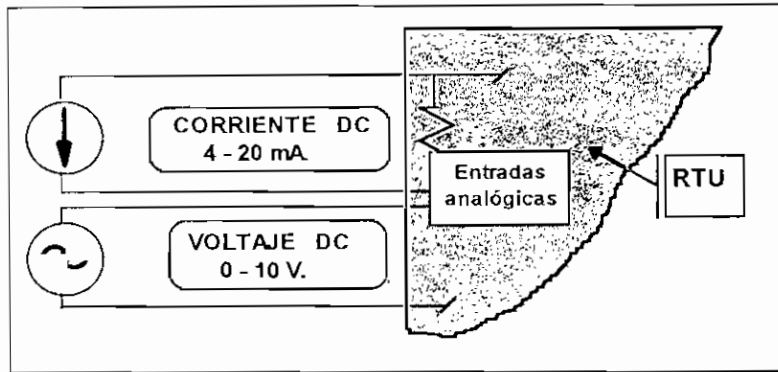 CORRIENTE DC
4 - 20 mA.
Entradas
analógicas
RTU
VOLTAJE DC
0 - 10 V.